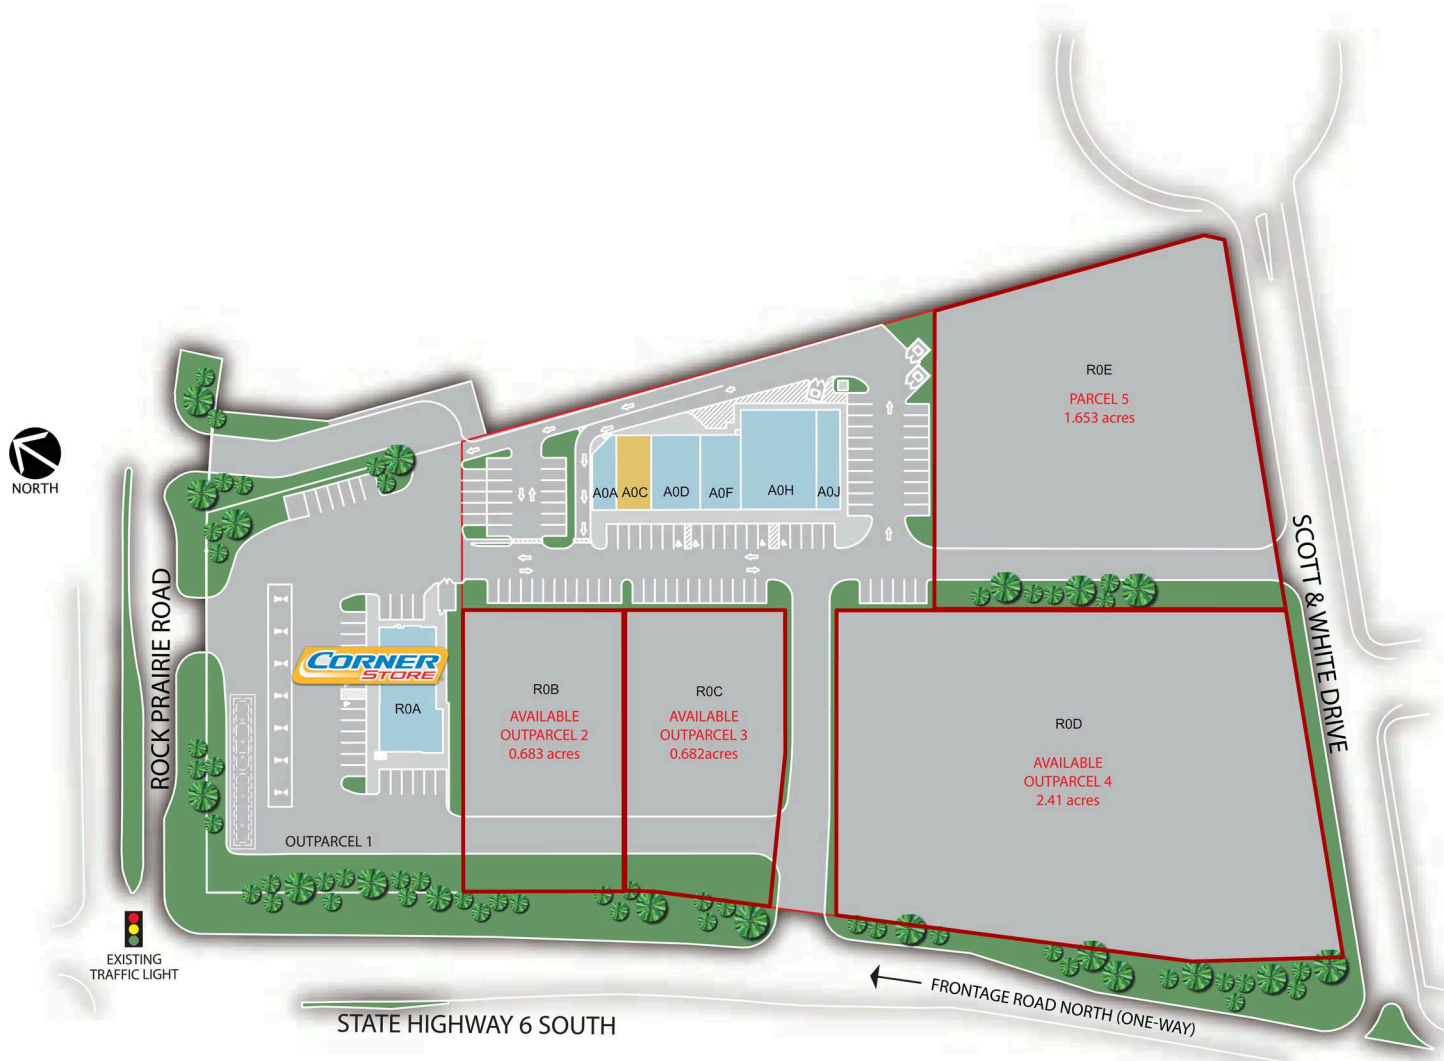 R0E
PARCEL 5
1.653 acres
NORTH
A0A
A0C
A0D
A0F
A0H
A0J
SCOTT & WHITE DRIVE
ROCK PRAIRIE ROAD
CORNER
STORE
R0A
R0B
AVAILABLE
OUTPARCEL 2
0.683 acres
R0C
AVAILABLE
OUTPARCEL 3
0.682acres
R0D
AVAILABLE
OUTPARCEL 4
2.41 acres
OUTPARCEL 1
EXISTING
TRAFFIC LIGHT
FRONTAGE ROAD NORTH (ONE-WAY)
STATE HIGHWAY 6 SOUTH